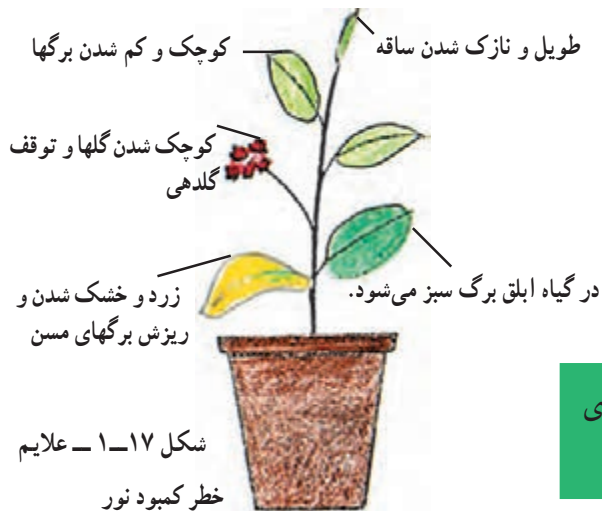 طویل و نازک شدن ساقه
کوچک و کم شدن برگها
کوچک شدن گلها و توقف
گلدهی
در گیاه ابلق برگ سبز می‌شود.
زرد و خشک شدن و
ریزش برگهای مسن
شکل ۱۷ــ۱ ــ علایم
خطر کمبود نور